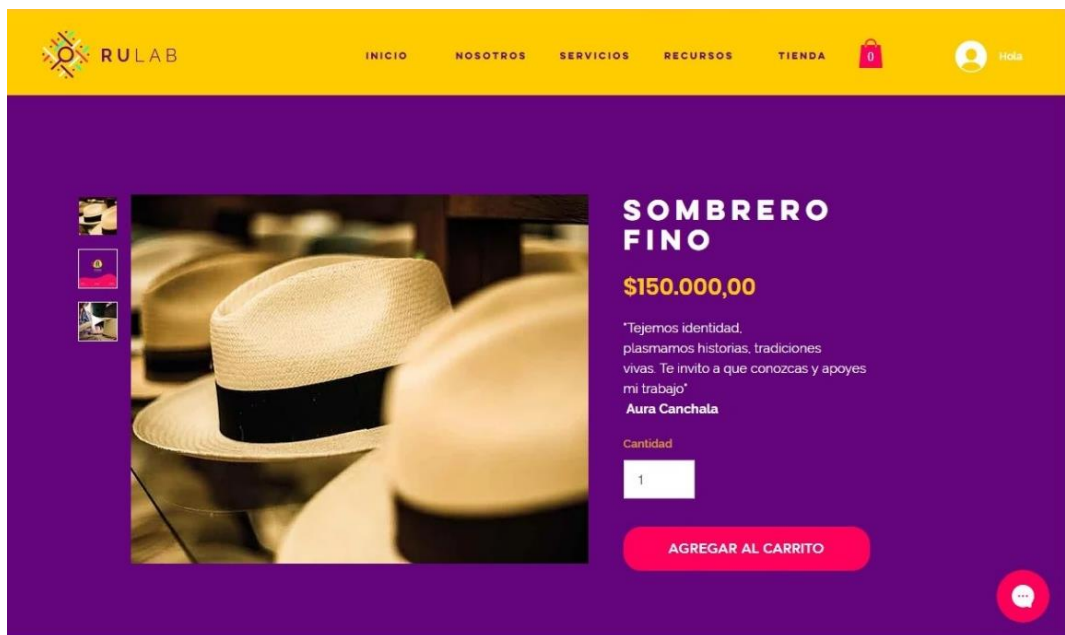 RULAB
INICIO
NOSOTROS
SERVICIOS
RECURSOS
TIENDA
0
Hola
SOMBRERO
FINO
$150.000,00
"Tejemos identidad,
plasmamos historias, tradiciones
vivas. Te invito a que conozcas y apoyes
mi trabajo"
Aura Canchala
Cantidad
1
AGREGAR AL CARRITO